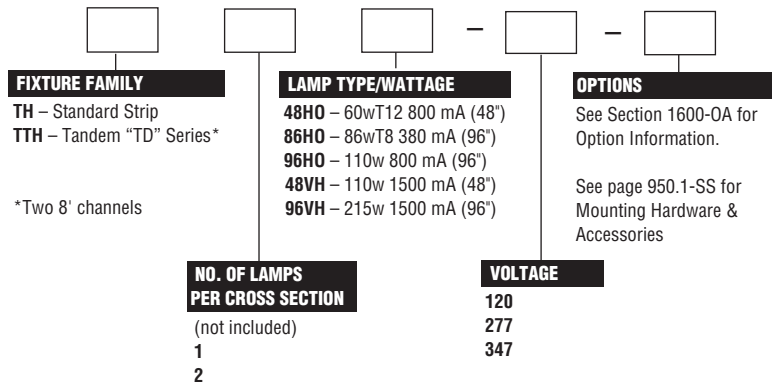 – –
FIXTURE FAMILY
TH – Standard Strip
TTH – Tandem “TD” Series*
*Two 8' channels
NO. OF LAMPS
PER CROSS SECTION
(not included)
1
2
LAMP TYPE/WATTAGE
48HO – 60wT12 800 mA (48")
86HO – 86wT8 380 mA (96")
96HO – 110w 800 mA (96")
48VH – 110w 1500 mA (48")
96VH – 215w 1500 mA (96")
VOLTAGE
120
277
347
OPTIONS
See Section 1600-OA for
Option Information.
See page 950.1-SS for
Mounting Hardware &
Accessories